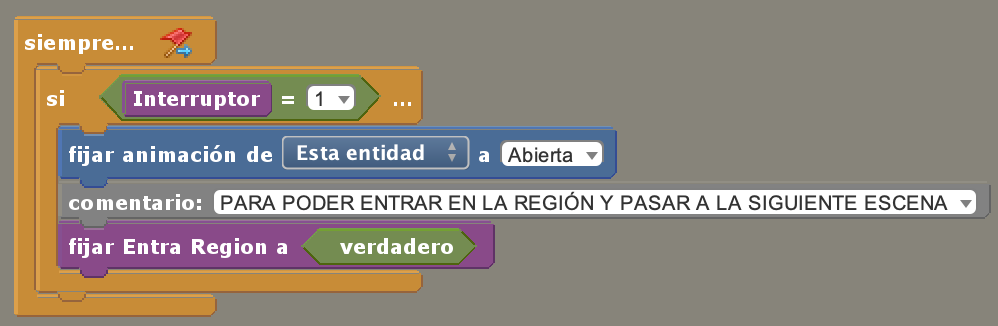 siempre...
si Interruptor = 1 ...
fijar animación de Esta entidad a Abierta
comentario: PARA PODER ENTRAR EN LA REGIÓN Y PASAR A LA SIGUIENTE ESCENA
fijar Entra Region a verdadero